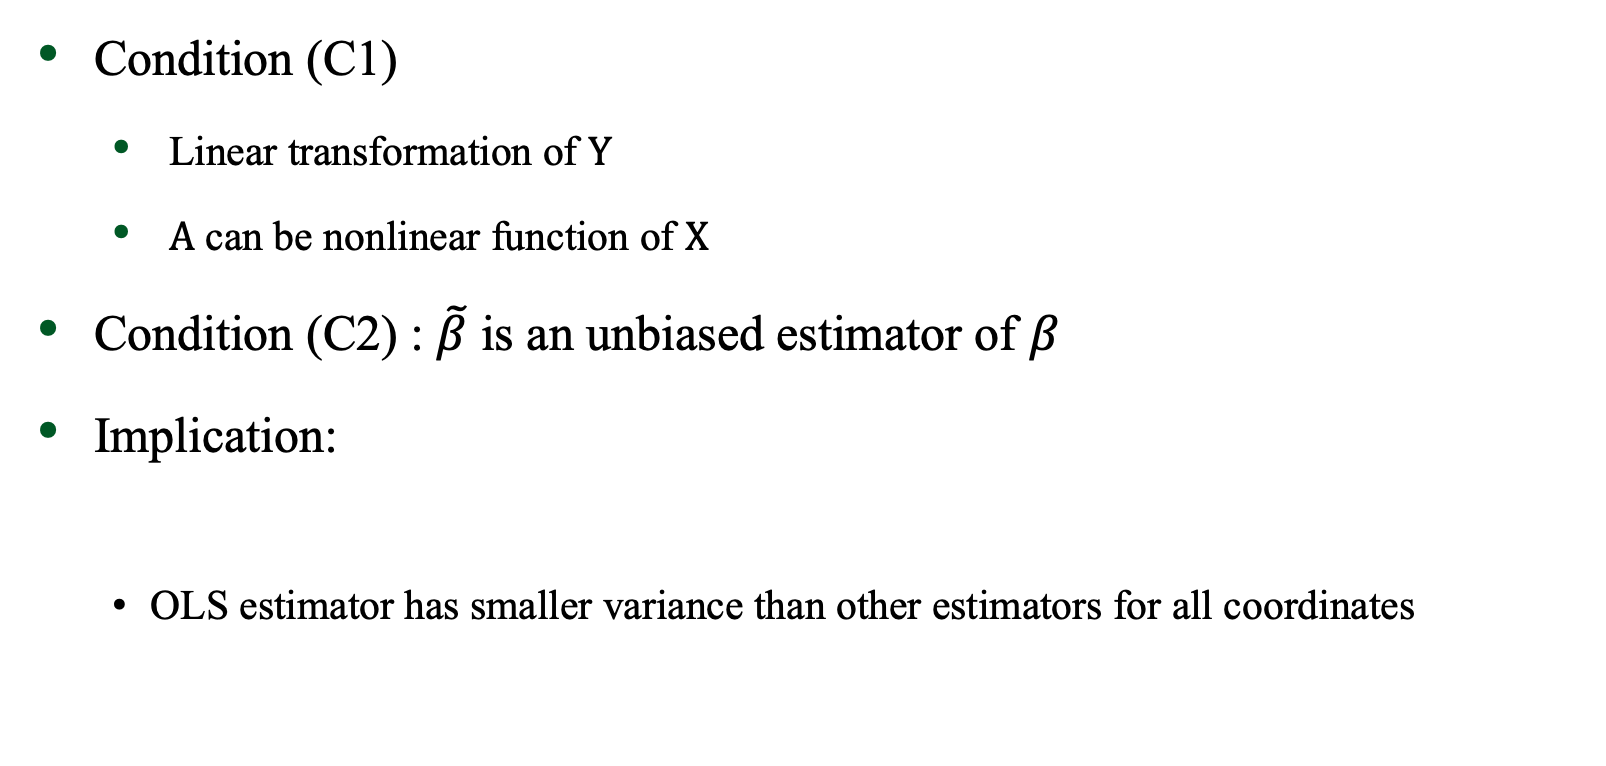 • Condition (C1)
• Linear transformation of Y
• A can be nonlinear function of X
• Condition (C2) : β̃ is an unbiased estimator of β
• Implication:
• OLS estimator has smaller variance than other estimators for all coordinates